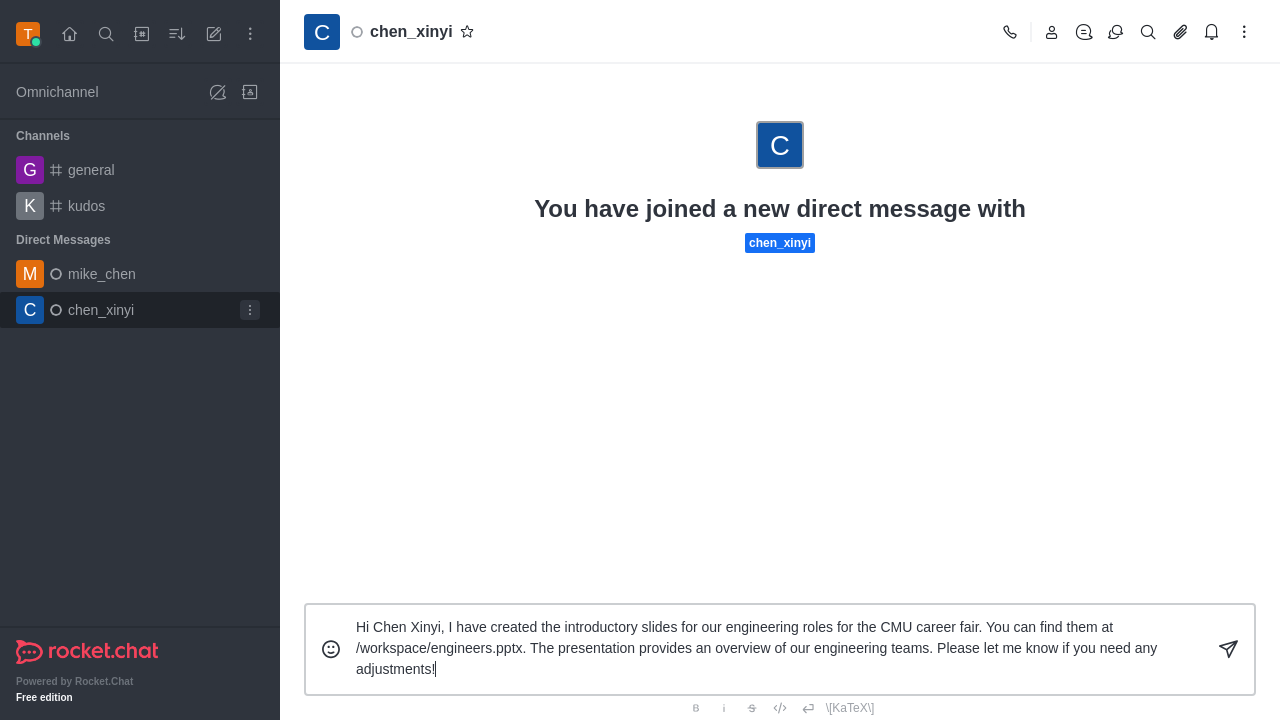 T
Omnichannel
Channels
G general
K kudos
Direct Messages
M mike_chen
C chen_xinyi
rocket.chat
Powered by Rocket.Chat
Free edition
C chen_xinyi
C
You have joined a new direct message with
chen_xinyi
Hi Chen Xinyi, I have created the introductory slides for our engineering roles for the CMU career fair. You can find them at
/workspace/engineers.pptx. The presentation provides an overview of our engineering teams. Please let me know if you need any
adjustments!
B i S \[KaTeX\]